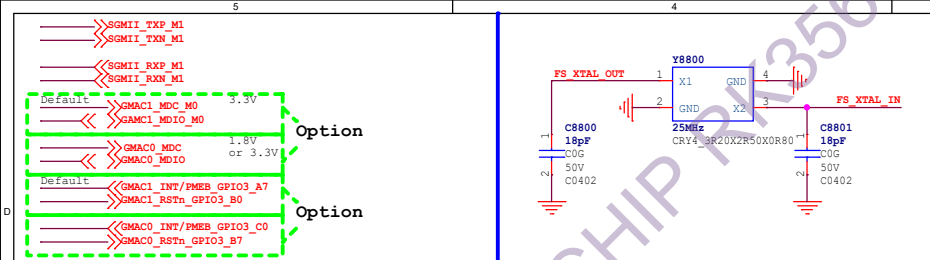 5
4
SGMII_TXP_M1
SGMII_TXN_M1
SGMII_RXP_M1
SGMII_RXN_M1
Default
3.3V
GMAC1_MDC_M0
GAMC1_MDIO_M0
Option
1.8V
or 3.3V
GMAC0_MDC
GMAC0_MDIO
Default
GMAC1_INT/PMEB_GPIO3_A7
GMAC1_RSTn_GPIO3_B0
Option
GMAC0_INT/PMEB_GPIO3_C0
GMAC0_RSTn_GPIO3_B7
D
Y8800
FS_XTAL_OUT
1
X1
GND
4
2
GND
X2
3
FS_XTAL_IN
25MHz
CRY4_3R20X2R50X0R80
1
C8800
18pF
C0G
50V
2
C0402
1
C8801
18pF
C0G
50V
2
C0402
CHIP RK356